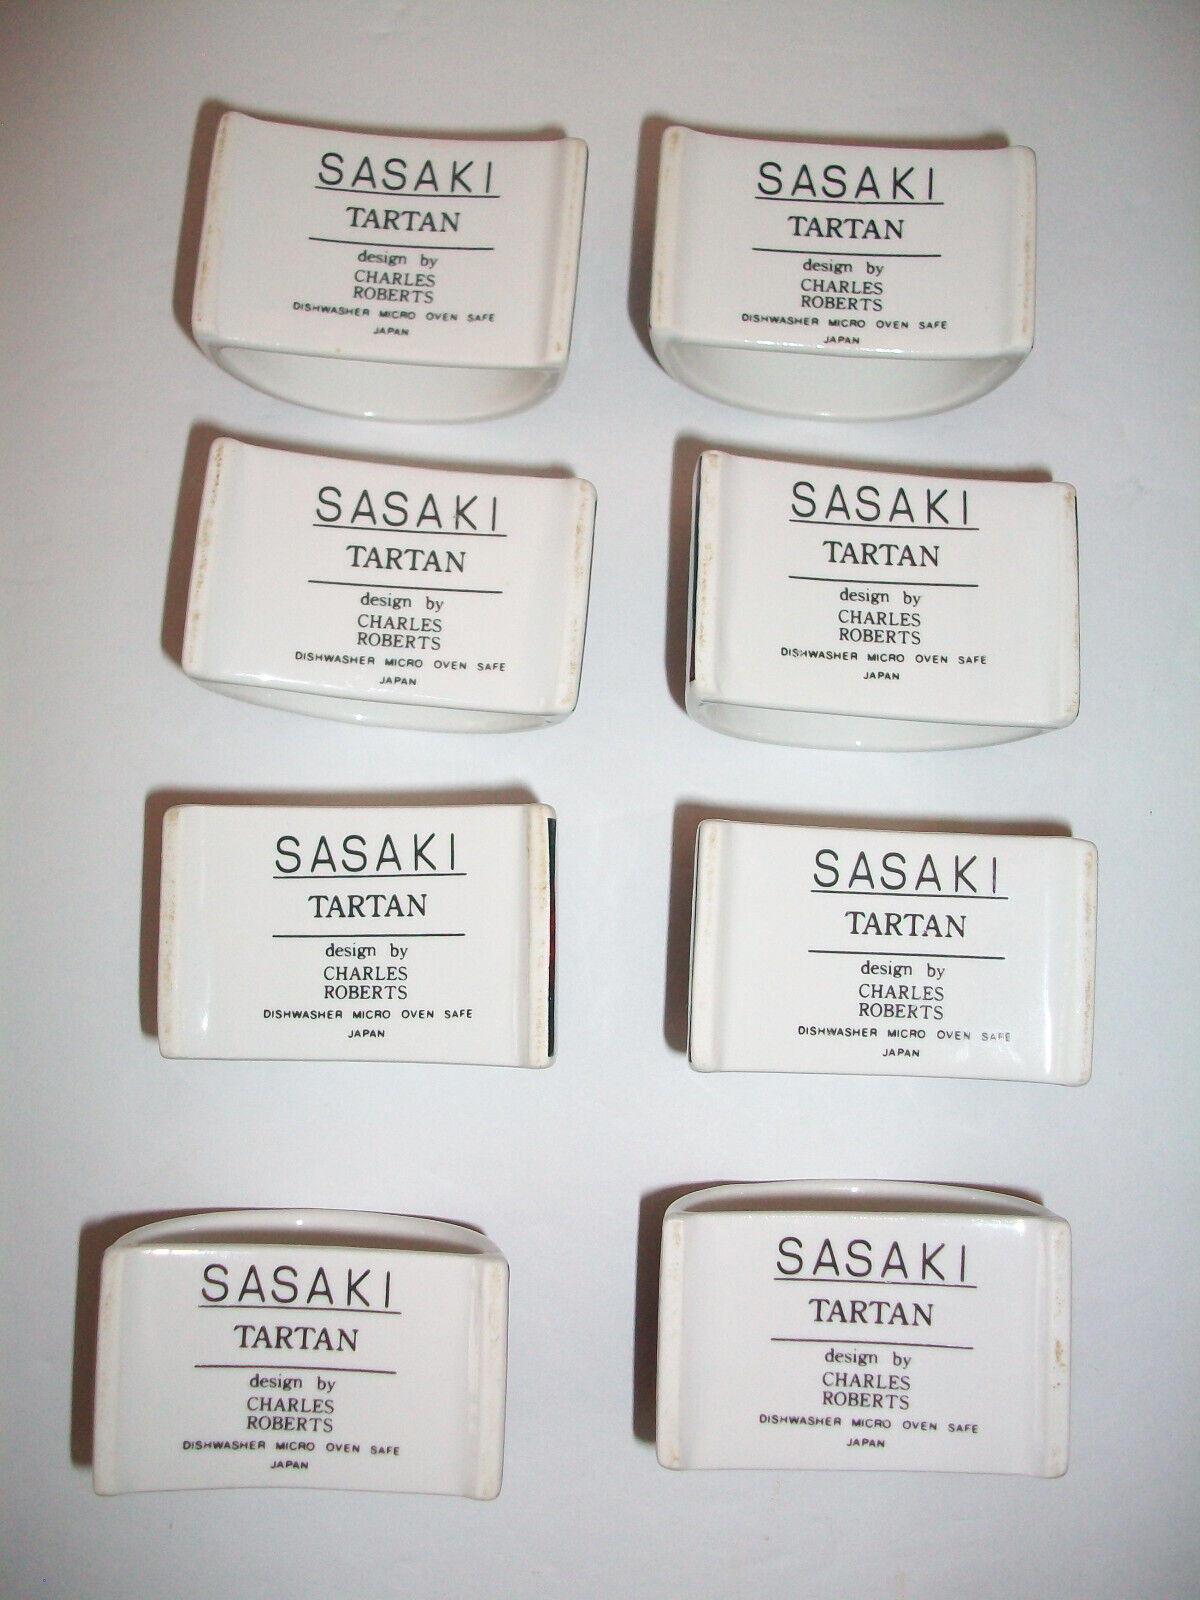 SASAKI
TARTAN
design by
CHARLES
ROBERTS
DISHWASHER MICRO OVEN SAFE
JAPAN
SASAKI
TARTAN
design by
CHARLES
ROBERTS
DISHWASHER MICRO OVEN SAFE
JAPAN
SASAKI
TARTAN
design by
CHARLES
ROBERTS
DISHWASHER MICRO OVEN SAFE
JAPAN
SASAKI
TARTAN
design by
CHARLES
ROBERTS
DISHWASHER MICRO OVEN SAFE
JAPAN
SASAKI
TARTAN
design by
CHARLES
ROBERTS
DISHWASHER MICRO OVEN SAFE
JAPAN
SASAKI
TARTAN
design by
CHARLES
ROBERTS
DISHWASHER MICRO OVEN SAFE
JAPAN
SASAKI
TARTAN
design by
CHARLES
ROBERTS
DISHWASHER MICRO OVEN SAFE
JAPAN
SASAKI
TARTAN
design by
CHARLES
ROBERTS
DISHWASHER MICRO OVEN SAFE
JAPAN